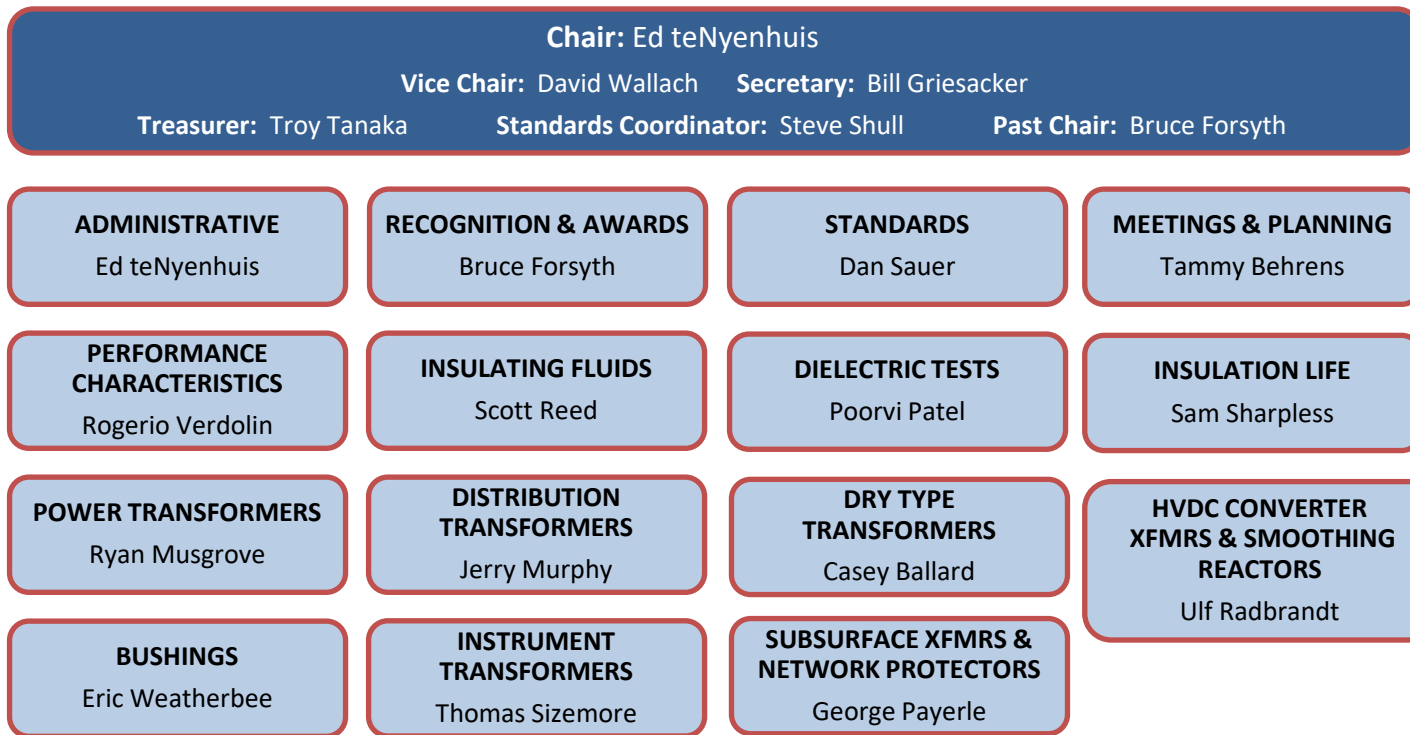 Chair: Ed teNyenhuis
Vice Chair: David Wallach Secretary: Bill Griesacker
Treasurer: Troy Tanaka Standards Coordinator: Steve Shull Past Chair: Bruce Forsyth
ADMINISTRATIVE
Ed teNyenhuis
RECOGNITION & AWARDS
Bruce Forsyth
STANDARDS
Dan Sauer
MEETINGS & PLANNING
Tammy Behrens
PERFORMANCE
CHARACTERISTICS
Rogerio Verdolin
INSULATING FLUIDS
Scott Reed
DIELECTRIC TESTS
Poorvi Patel
INSULATION LIFE
Sam Sharpless
POWER TRANSFORMERS
Ryan Musgrove
DISTRIBUTION
TRANSFORMERS
Jerry Murphy
DRY TYPE
TRANSFORMERS
Casey Ballard
HVDC CONVERTER
XFMRS & SMOOTHING
REACTORS
Ulf Radbrandt
BUSHINGS
Eric Weatherbee
INSTRUMENT
TRANSFORMERS
Thomas Sizemore
SUBSURFACE XFMRS &
NETWORK PROTECTORS
George Payerle